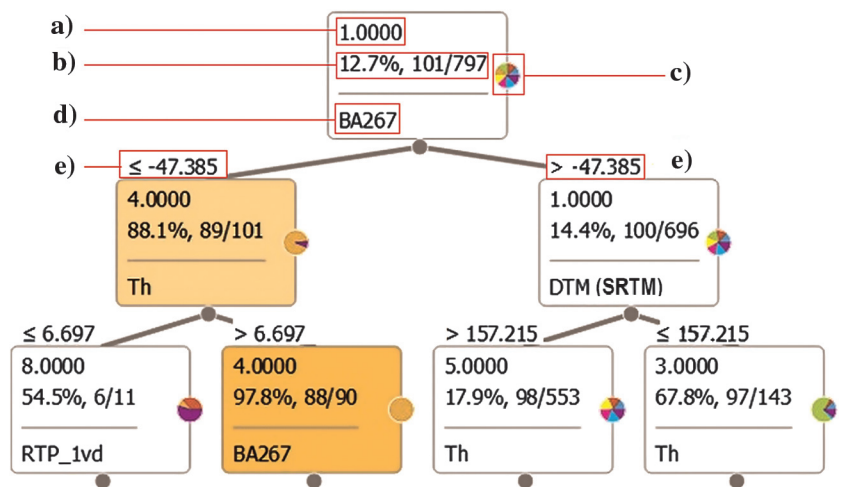 a)
1.0000
b)
12.7%, 101/797
c)
d)
BA267
e)
≤ -47.385
> -47.385
e)
4.0000
88.1%, 89/101
Th
1.0000
14.4%, 100/696
DTM (SRTM)
≤ 6.697
> 6.697
> 157.215
≤ 157.215
8.0000
54.5%, 6/11
RTP_1vd
4.0000
97.8%, 88/90
BA267
5.0000
17.9%, 98/553
Th
3.0000
67.8%, 97/143
Th